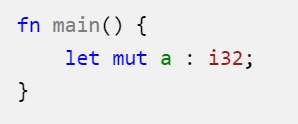 fn main() {
    let mut a : i32;
}